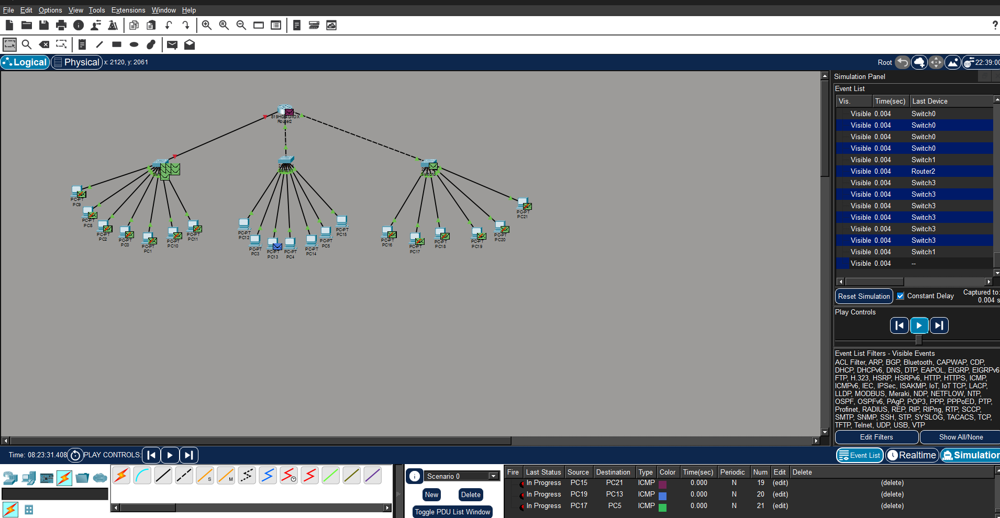 File Edit Options View Tools Extensions Window Help
?
Logical Physical x: 2120, y: 2061
Root 22:39:00
819HG-4G-IOX
Router2
Switch1
Switch3
PC-PT
PC9
PC-PT
PC8
PC-PT
PC2
PC-PT
PC0
PC-PT
PC1
PC-PT
PC10
PC-PT
PC11
PC-PT
PC12
PC-PT
PC3
PC-PT
PC13
PC-PT
PC4
PC-PT
PC14
PC-PT
PC5
PC-PT
PC15
PC-PT
PC16
PC-PT
PC17
PC-PT
PC18
PC-PT
PC19
PC-PT
PC20
PC-PT
PC21
Simulation Panel
Event List
Vis. Time(sec) Last Device
Visible 0.004 Switch0
Visible 0.004 Switch0
Visible 0.004 Switch0
Visible 0.004 Switch0
Visible 0.004 Switch1
Visible 0.004 Router2
Visible 0.004 Switch3
Visible 0.004 Switch3
Visible 0.004 Switch3
Visible 0.004 Switch3
Visible 0.004 Switch3
Visible 0.004 Switch3
Visible 0.004 Switch1
Visible 0.004 --
Reset Simulation Constant Delay Captured to:
0.004 s
Play Controls
Event List Filters - Visible Events
ACL Filter, ARP, BGP, Bluetooth, CAPWAP, CDP,
DHCP, DHCPv6, DNS, DTP, EAPOL, EIGRP, EIGRPv6
FTP, H.323, HSRP, HSRPv6, HTTP, HTTPS, ICMP,
ICMPv6, IEC, IPSec, ISAKMP, IoT, IoT TCP, LACP,
LLDP, MODBUS, Meraki, NDP, NETFLOW, NTP,
OSPF, OSPFv6, PAgP, POP3, PPP, PPPoED, PTP,
Profinet, RADIUS, REP, RIP, RIPng, RTP, SCCP,
SMTP, SNMP, SSH, STP, SYSLOG, TACACS, TCP,
TFTP, Telnet, UDP, USB, VTP
Edit Filters Show All/None
Time: 08:23:31.408 PLAY CONTROLS:
Event List Realtime Simulation
S M
Scenario 0
New Delete
Toggle PDU List Window
Fire Last Status Source Destination Type Color Time(sec) Periodic Num Edit Delete
In Progress PC15 PC21 ICMP 0.000 N 19 (edit) (delete)
In Progress PC19 PC13 ICMP 0.000 N 20 (edit) (delete)
In Progress PC17 PC5 ICMP 0.000 N 21 (edit) (delete)